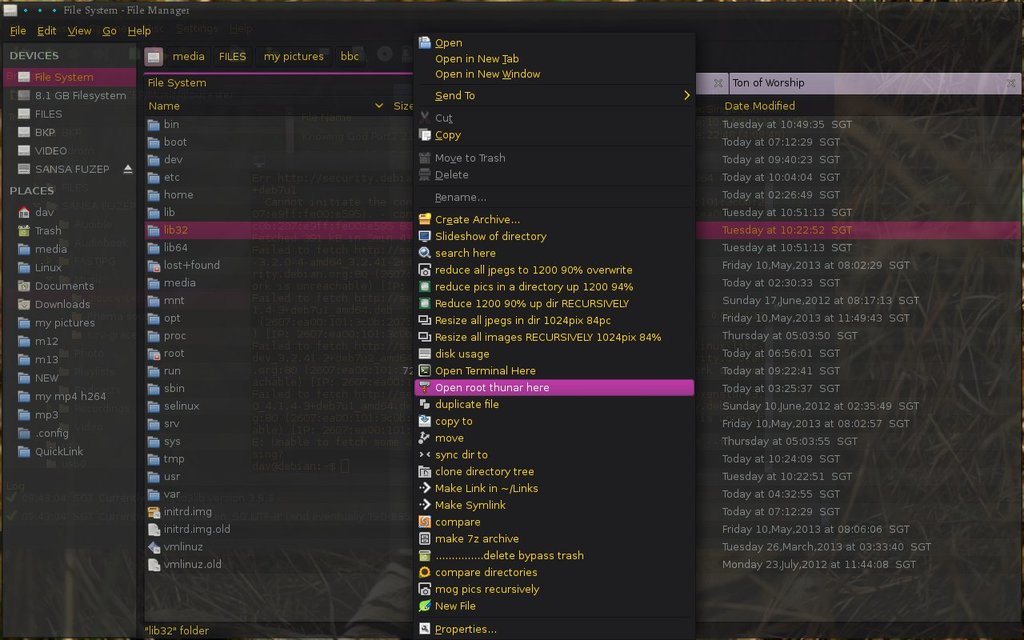 File System - File Manager
File Edit View Go Help
DEVICES
File System
8.1 GB Filesystem
FILES
BKP
VIDEO
SANSA FUZEP
PLACES
dav
Trash
media
Linux
Documents
Downloads
my pictures
m12
m13
NEW
my mp4 h264
mp3
.config
QuickLink
media FILES my pictures bbc
File System
Ton of Worship
Name Size Date Modified
bin Tuesday at 10:49:35 SGT
boot Today at 07:12:29 SGT
dev Today at 09:40:23 SGT
etc Today at 10:04:04 SGT
home Today at 02:26:49 SGT
lib Tuesday at 10:51:13 SGT
lib32 Tuesday at 10:22:52 SGT
lib64 Tuesday at 10:51:13 SGT
lost+found Friday 10,May,2013 at 08:02:29 SGT
media Today at 02:30:33 SGT
mnt Sunday 17,June,2012 at 08:17:13 SGT
opt Friday 10,May,2013 at 11:49:43 SGT
proc Thursday at 05:03:50 SGT
root Today at 06:56:01 SGT
run Today at 09:22:41 SGT
sbin Today at 03:25:37 SGT
selinux Sunday 10,June,2012 at 02:35:49 SGT
srv Friday 10,May,2013 at 08:02:57 SGT
sys Thursday at 05:03:55 SGT
tmp Today at 10:24:09 SGT
usr Tuesday at 10:22:51 SGT
var Today at 04:32:55 SGT
initrd.img Today at 07:12:29 SGT
initrd.img.old Friday 10,May,2013 at 08:06:06 SGT
vmlinuz Tuesday 26,March,2013 at 03:33:40 SGT
vmlinuz.old Monday 23,July,2012 at 11:44:08 SGT
"lib32" folder
Open
Open in New Tab
Open in New Window
Send To
Cut
Copy
Move to Trash
Delete
Rename...
Create Archive...
Slideshow of directory
search here
reduce all jpegs to 1200 90% overwrite
reduce pics in a directory up 1200 94%
Reduce 1200 90% up dir RECURSIVELY
Resize all jpegs in dir 1024pix 84pc
Resize all images RECURSIVELY 1024pix 84%
disk usage
Open Terminal Here
Open root thunar here
duplicate file
copy to
move
sync dir to
clone directory tree
Make Link in ~/Links
Make Symlink
compare
make 7z archive
...............delete bypass trash
compare directories
mog pics recursively
New File
Properties...